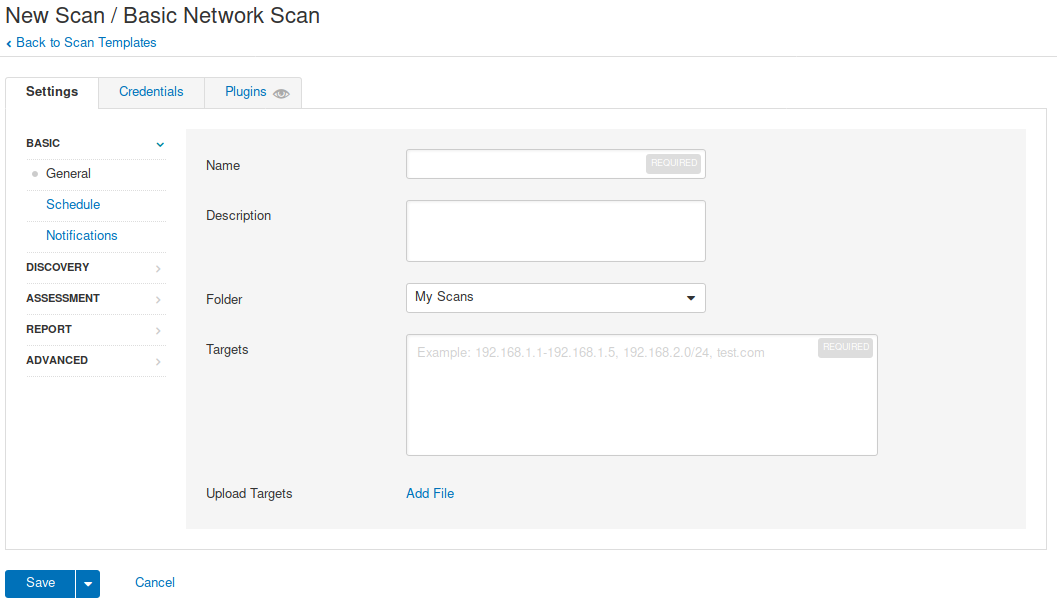 New Scan / Basic Network Scan
‹ Back to Scan Templates
Settings Credentials Plugins
BASIC
General
Schedule
Notifications
DISCOVERY
ASSESSMENT
REPORT
ADVANCED
Name REQUIRED
Description
Folder My Scans
Targets Example: 192.168.1.1-192.168.1.5, 192.168.2.0/24, test.com REQUIRED
Upload Targets Add File
Save Cancel